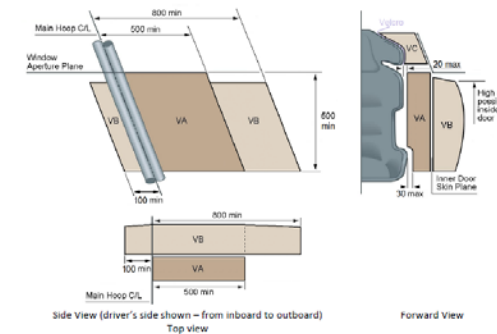 800 min
500 min
Main Hoop C/L
Window
Aperture Plane
VB
VA
VB
600
min
100 min
Velcro
VC
20 max
High
possi
inside
door
VA
VB
Inner Door
Skin Plane
30 max
800 min
VB
100 min
VA
500 min
Main Hoop C/L
Side View (driver's side shown – from inboard to outboard)
Top view
Forward View